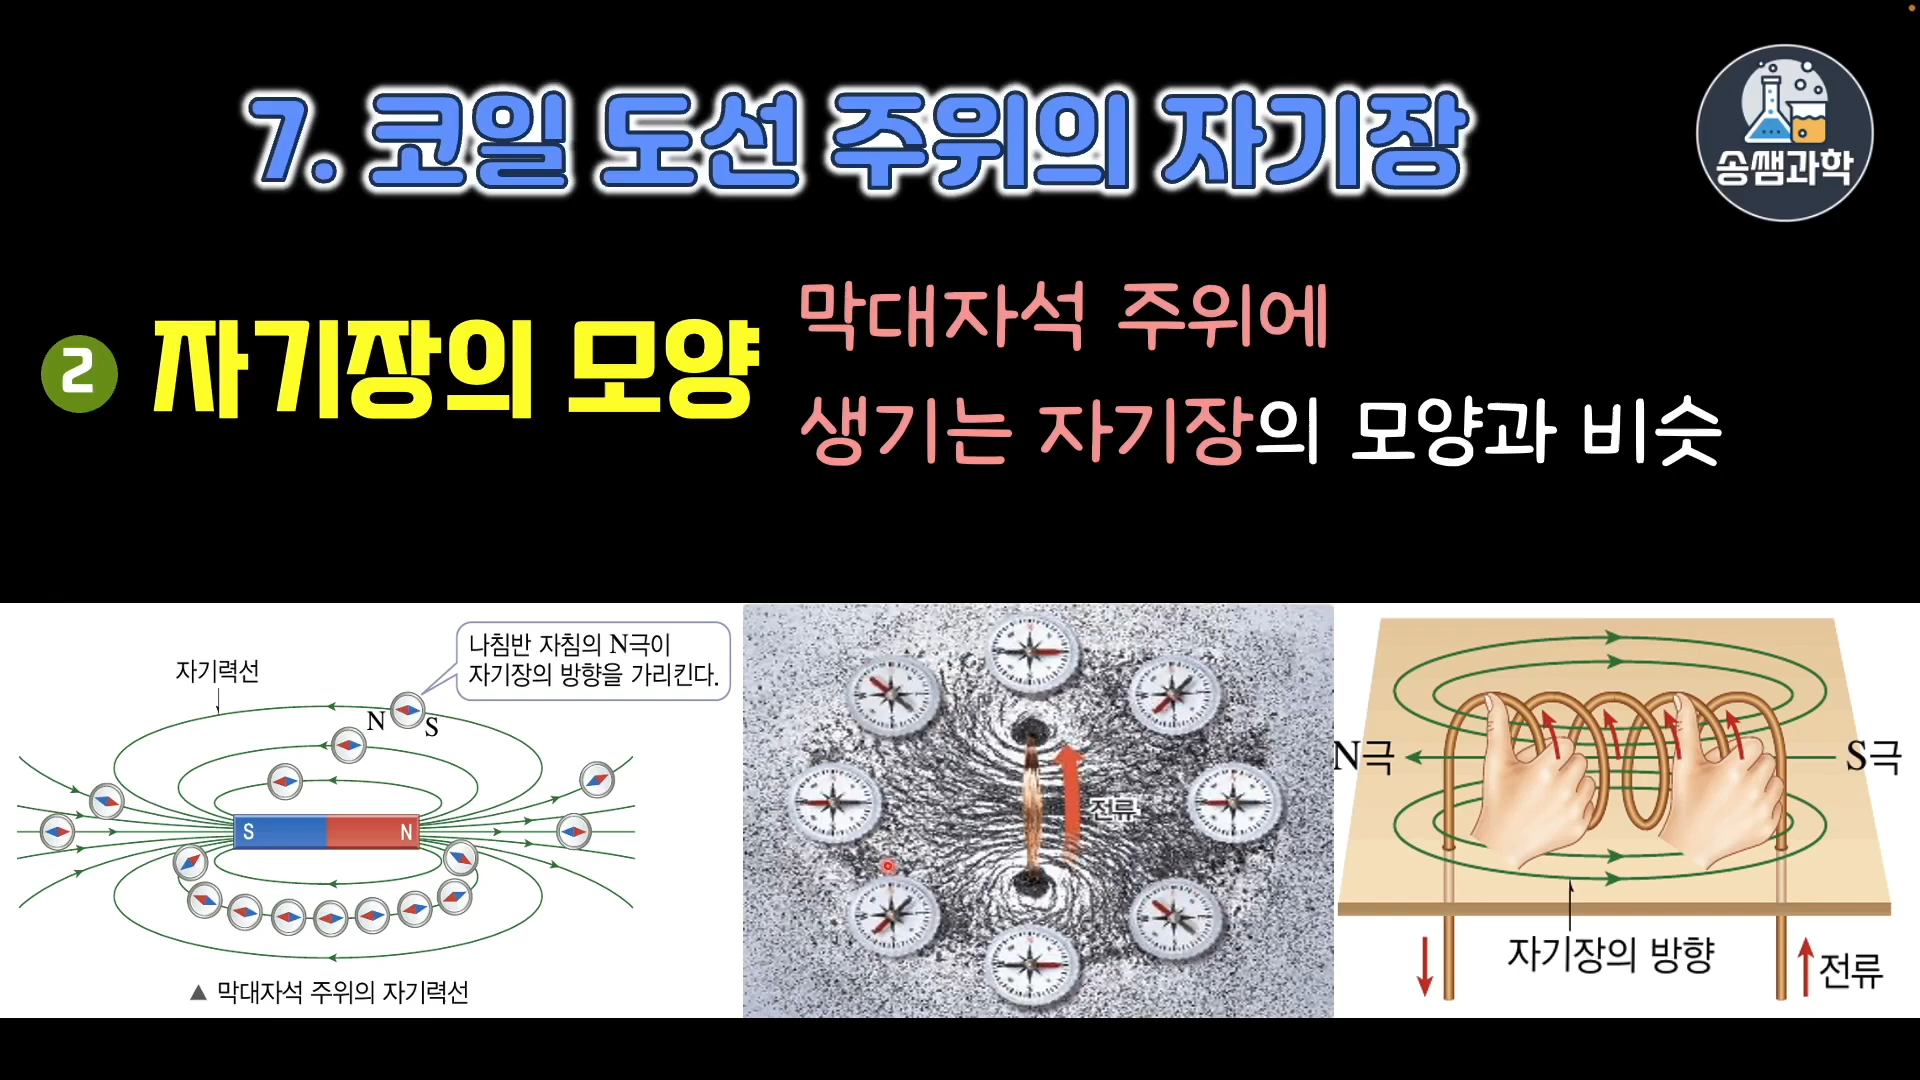 7. 코일 도선 주위의 자기장
송쌤과학
2 자기장의 모양
막대자석 주위에
생기는 자기장의 모양과 비슷
나침반 자침의 N극이
자기장의 방향을 가리킨다.
자기력선
N S
S N
▲ 막대자석 주위의 자기력선
전류
N극
S극
자기장의 방향
전류